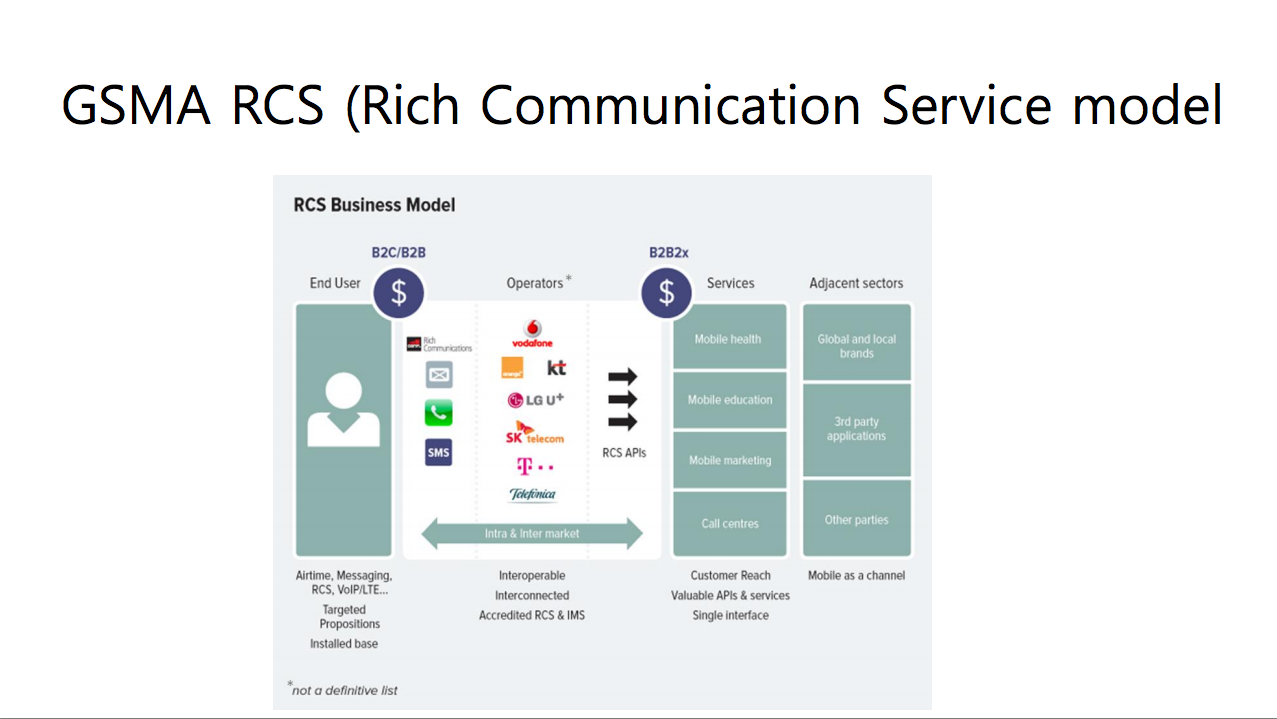 GSMA RCS (Rich Communication Service model
RCS Business Model
B2C/B2B
B2B2x
End User
$
Operators*
$
Services
Adjacent sectors
Rich
Communications
SMS
vodafone
orange
kt
LG U+
SK telecom
T
Telefónica
RCS APIs
Intra & Inter market
Mobile health
Mobile education
Mobile marketing
Call centres
Global and local
brands
3rd party
applications
Other parties
Airtime, Messaging,
RCS, VoIP/LTE...
Targeted
Propositions
Installed base
Interoperable
Interconnected
Accredited RCS & IMS
Customer Reach
Valuable APIs & services
Single interface
Mobile as a channel
*not a definitive list